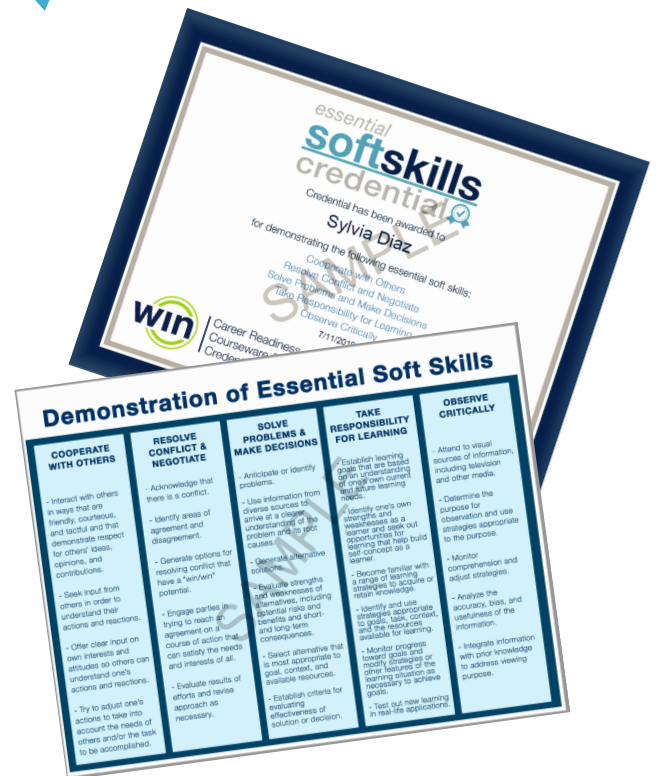 essential
softskills
credential
Credential has been awarded to
Sylvia Diaz
for demonstrating the following essential soft skills:
Cooperate with Others
Resolve Conflict and Negotiate
Solve Problems and Make Decisions
Take Responsibility for Learning
Observe Critically
SAMPLE
win
Career Readiness
Courseware
Demonstration of Essential Soft Skills
COOPERATE
WITH OTHERS
- Interact with others
in ways that are
friendly, courteous,
and tactful and that
demonstrate respect
for others' ideas,
opinions, and
contributions.
- Seek input from
others in order to
understand their
actions and reactions.
- Offer clear input on
own interests and
attitudes so others can
understand one's
actions and reactions.
- Try to adjust one's
actions to take into
account the needs of
others and/or the task
to be accomplished.
RESOLVE
CONFLICT &
NEGOTIATE
- Acknowledge that
there is a conflict.
- Identify areas of
agreement and
disagreement.
- Generate options for
resolving conflict that
have a "win/win"
potential.
- Engage parties in
trying to reach an
agreement on a
course of action that
can satisfy the needs
and interests of all.
- Evaluate results of
efforts and revise
approach as
necessary.
SOLVE
PROBLEMS &
MAKE DECISIONS
- Anticipate or identify
problems.
- Use information from
diverse sources to
arrive at a clearer
understanding of the
problem and its root
causes.
- Generate alternative
solutions.
- Evaluate strengths
and weaknesses of
alternatives, including
potential risks and
benefits and short-
and long-term
consequences.
- Select alternative that
is most appropriate to
goal, context, and
available resources.
- Establish criteria for
evaluating
effectiveness of
solution or decision.
TAKE
RESPONSIBILITY
FOR LEARNING
- Establish learning
goals that are based
on an understanding
of one's own current
and future learning
needs.
- Identify one's own
strengths and
weaknesses as a
learner and seek out
opportunities for
learning that help build
self-concept as a
learner.
- Become familiar with
a range of learning
strategies to acquire or
retain knowledge.
- Identify and use
strategies appropriate
to goals, task, context,
and the resources
available for learning.
- Monitor progress
toward goals and
modify strategies or
other features of the
learning situation as
necessary to achieve
goals.
- Test out new learning
in real-life applications.
OBSERVE
CRITICALLY
- Attend to visual
sources of information,
including television
and other media.
- Determine the
purpose for
observation and use
strategies appropriate
to the purpose.
- Monitor
comprehension and
adjust strategies.
- Analyze the
accuracy, bias, and
usefulness of the
information.
- Integrate information
with prior knowledge
to address viewing
purpose.
SAMPLE